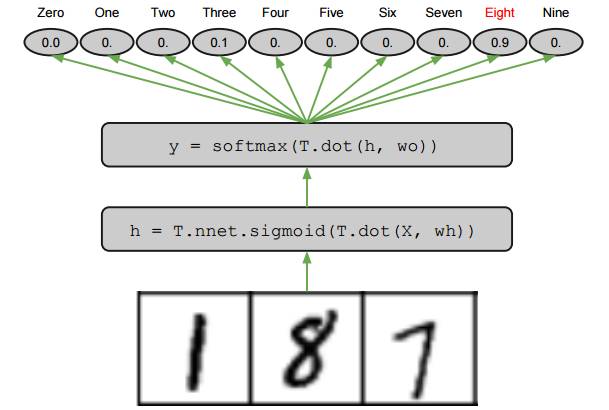 Zero One Two Three Four Five Six Seven Eight Nine
0.0 0. 0. 0.1 0. 0. 0. 0. 0.9 0.
y = softmax(T.dot(h, wo))
h = T.nnet.sigmoid(T.dot(X, wh))
1 8 7